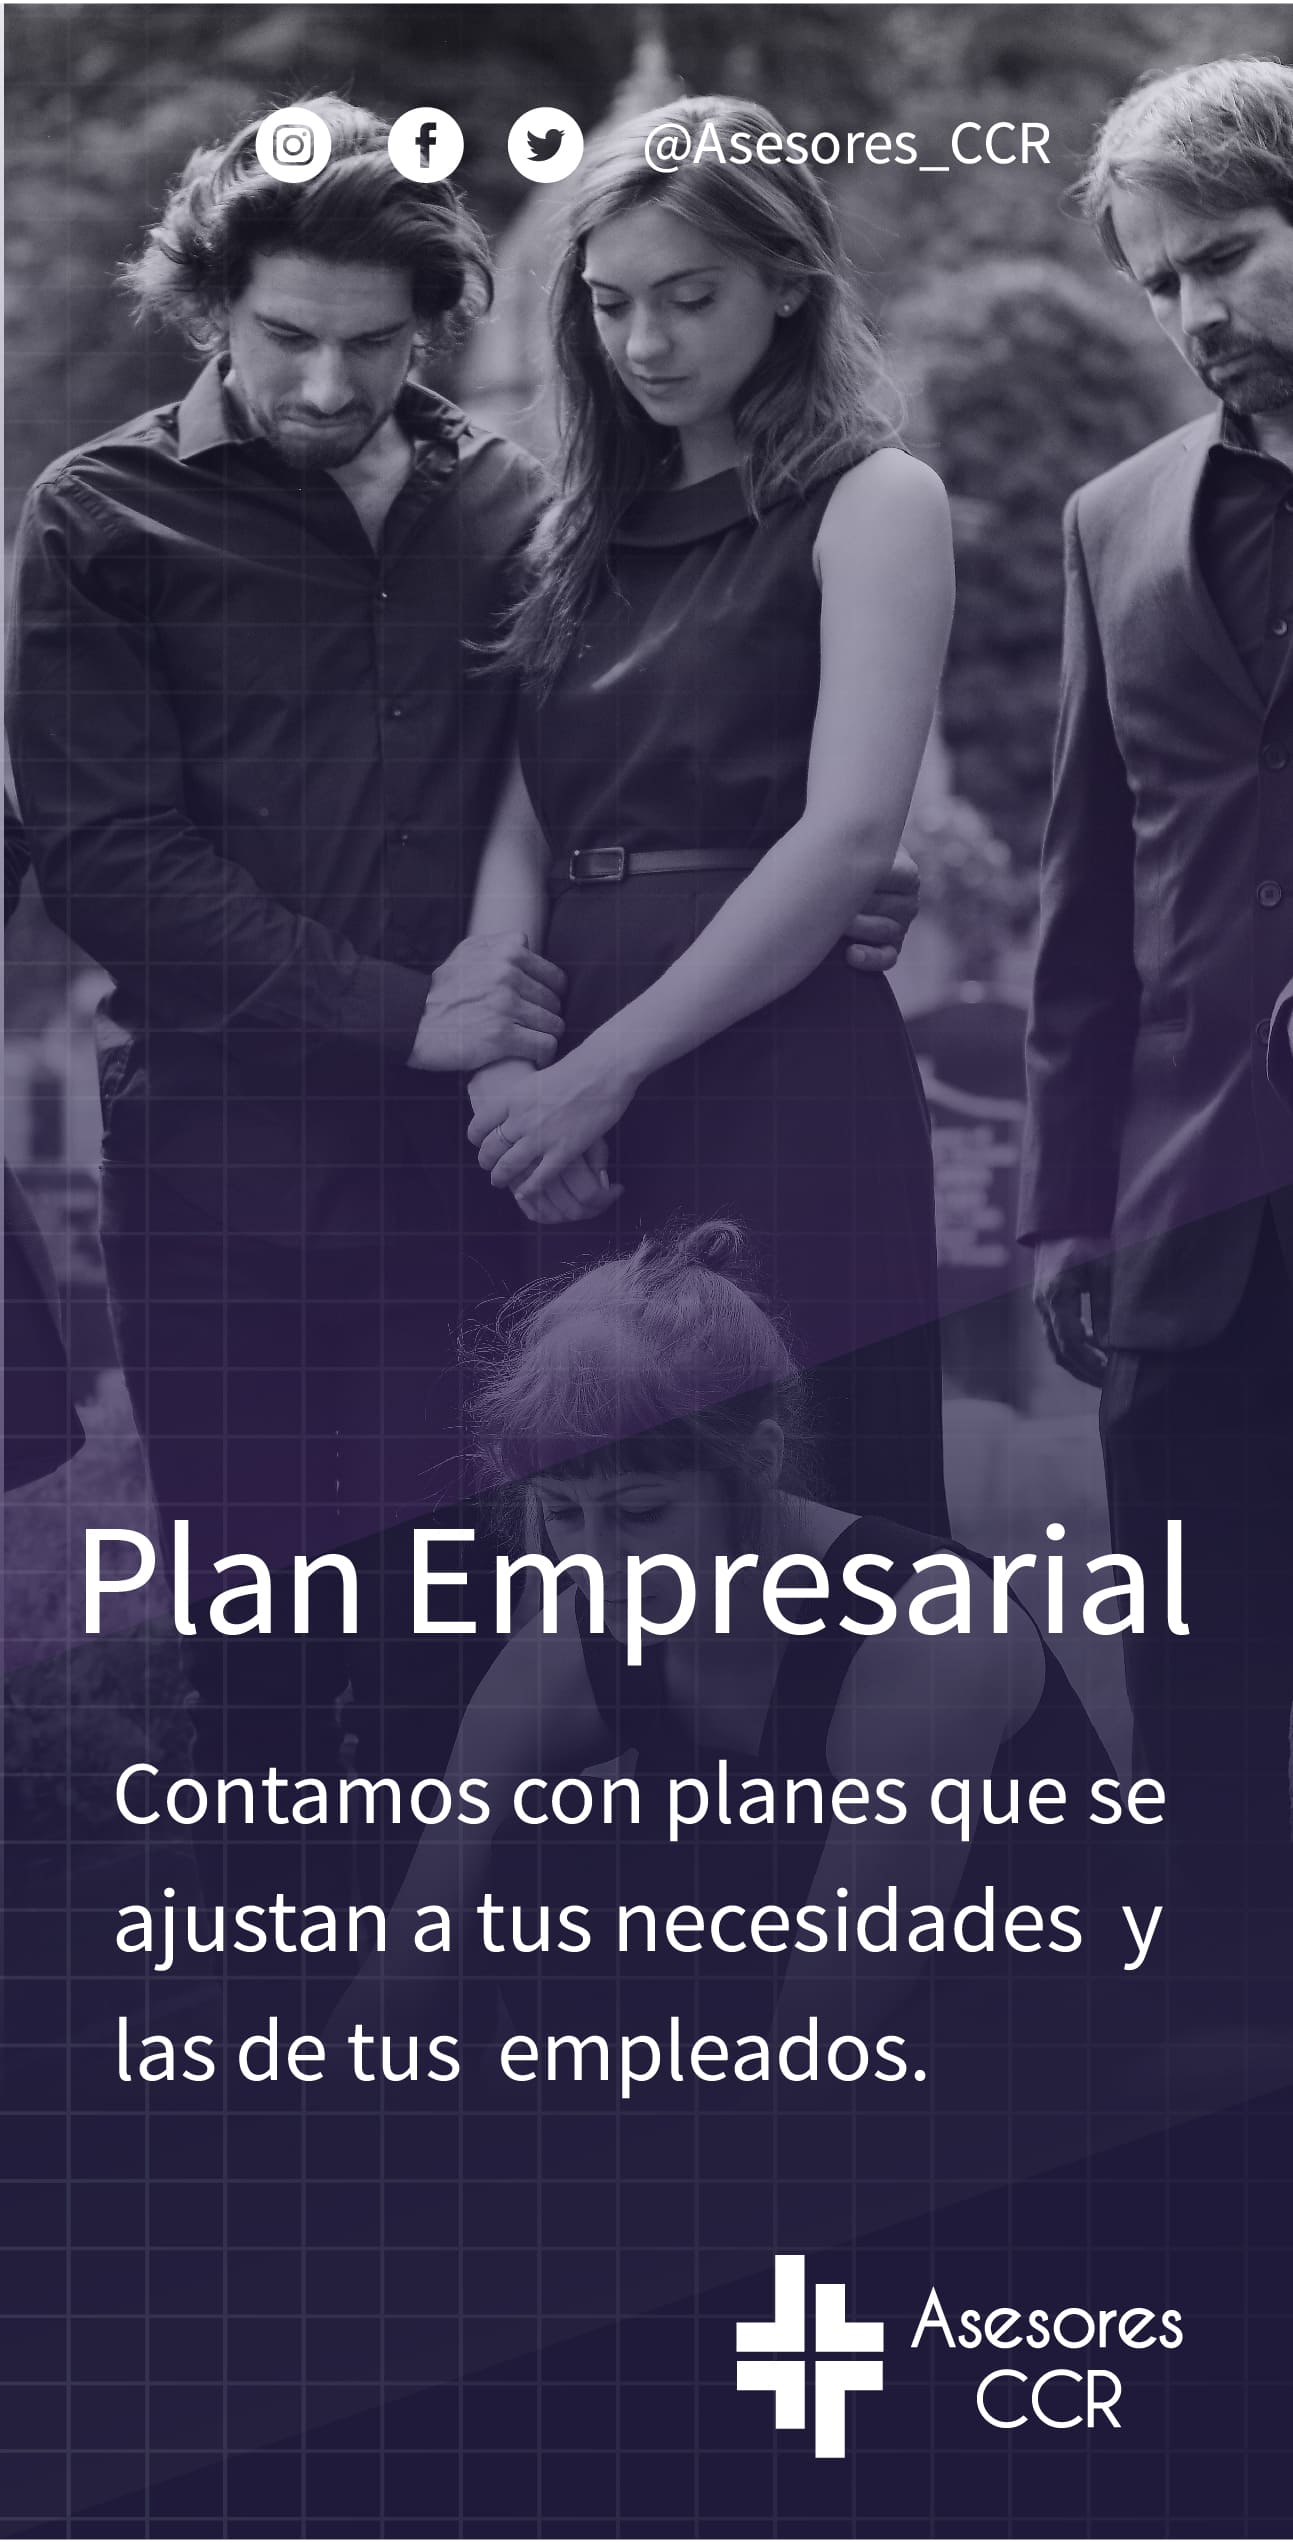 @Asesores_CCR
Plan Empresarial
Contamos con planes que se
ajustan a tus necesidades y
las de tus empleados.
Asesores
CCR